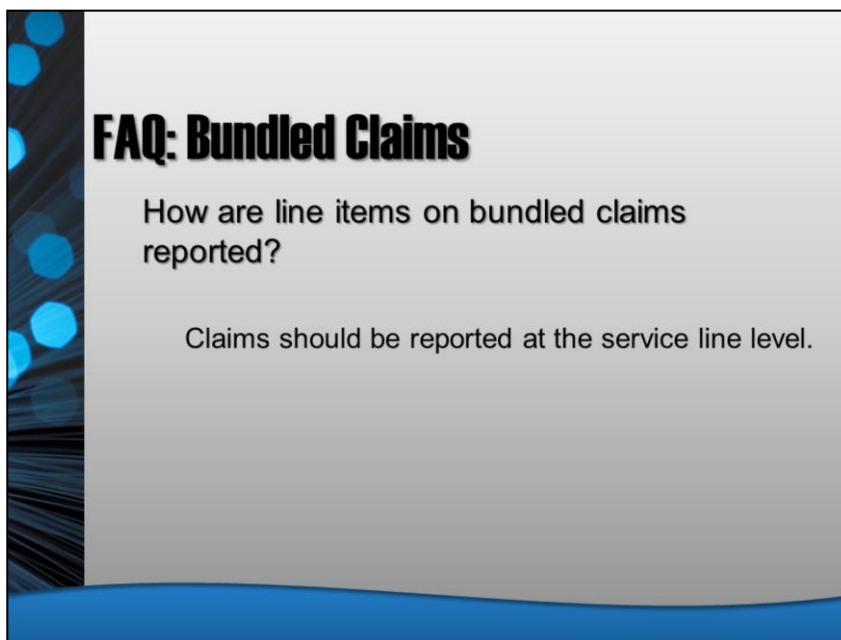 FAQ: Bundled Claims
How are line items on bundled claims
reported?
Claims should be reported at the service line level.